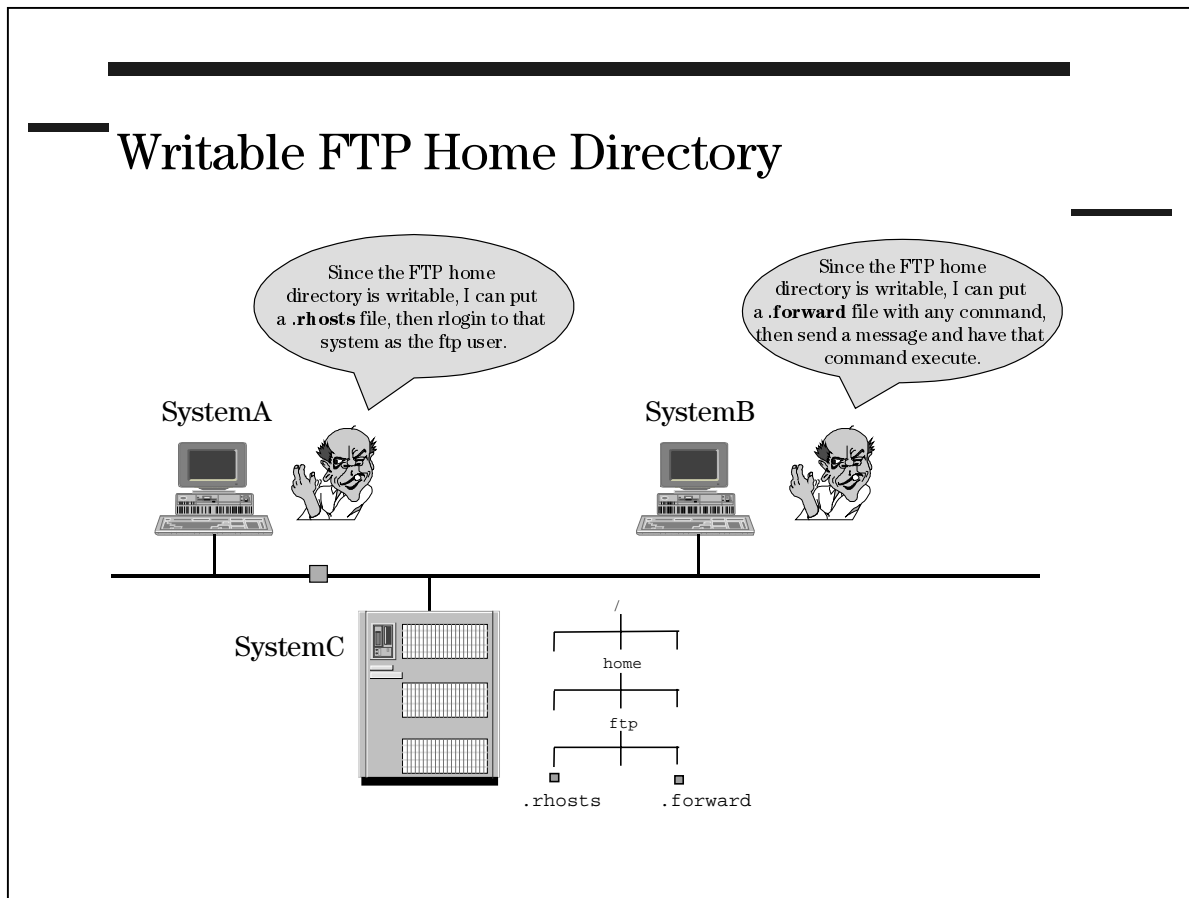 Writable FTP Home Directory
Since the FTP home
directory is writable, I can put
a .rhosts file, then rlogin to that
system as the ftp user.
Since the FTP home
directory is writable, I can put
a .forward file with any command,
then send a message and have that
command execute.
SystemA
SystemB
SystemC
/
home
ftp
.rhosts
.forward